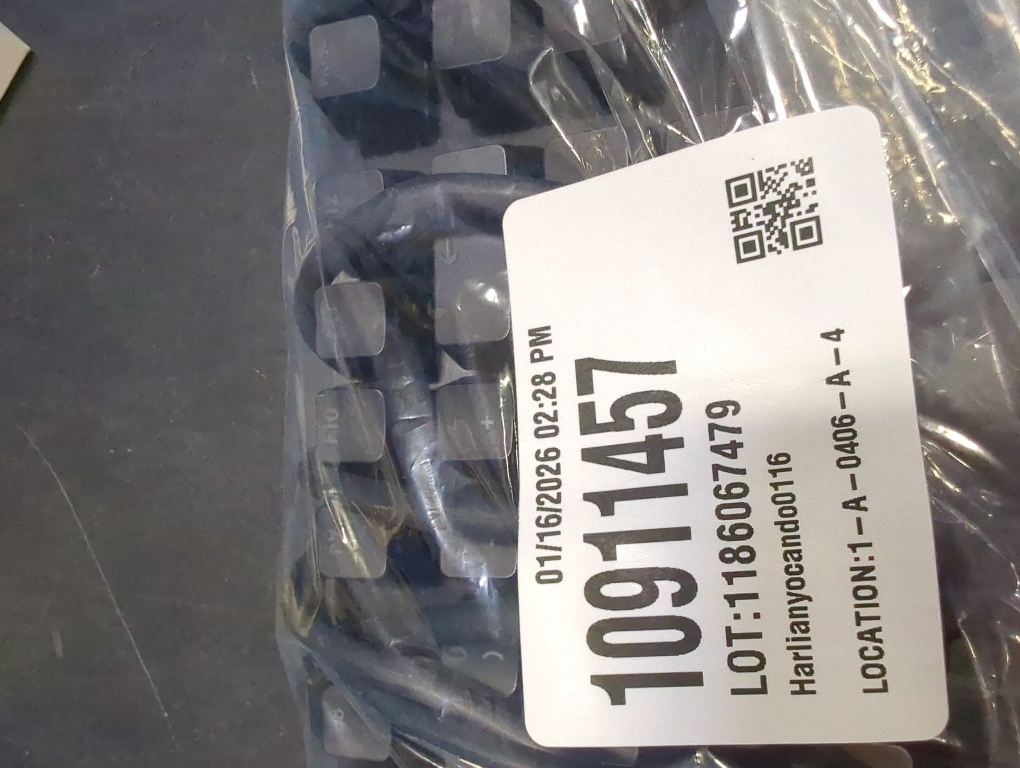 01/16/2026 02:28 PM
10911457
LOT:1186067479
Harlianyocando0116
LOCATION:1-A-0406-A-4